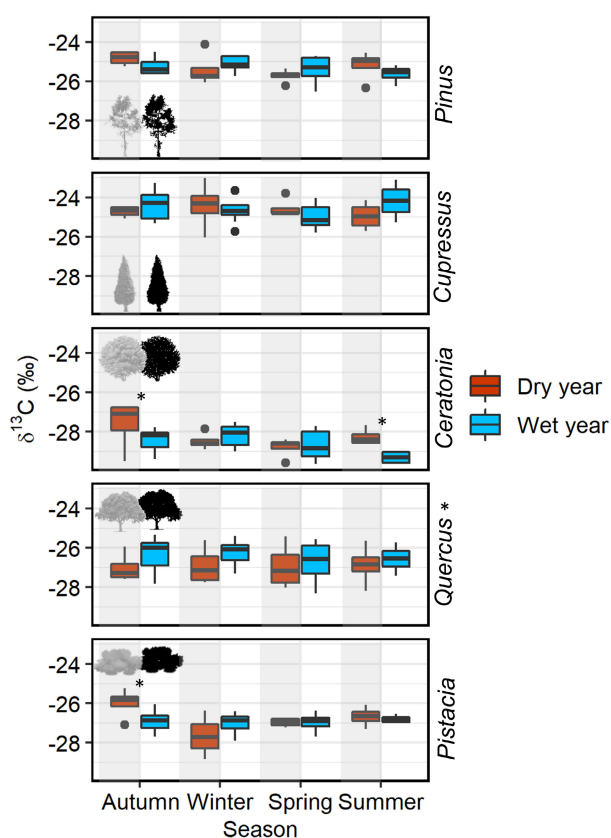 -24
-26
-28
Pinus
-24
-26
-28
Cupressus
-24
-26
-28
*
*
Ceratonia
-24
-26
-28
Quercus *
-24
-26
-28
*
Pistacia
δ¹³C (‰)
Dry year
Wet year
Autumn Winter Spring Summer
Season